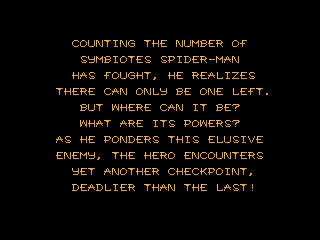 COUNTING THE NUMBER OF
SYMBIOTES SPIDER-MAN
HAS FOUGHT, HE REALIZES
THERE CAN ONLY BE ONE LEFT.
BUT WHERE CAN IT BE?
WHAT ARE ITS POWERS?
AS HE PONDERS THIS ELUSIVE
ENEMY, THE HERO ENCOUNTERS
YET ANOTHER CHECKPOINT,
DEADLIER THAN THE LAST!